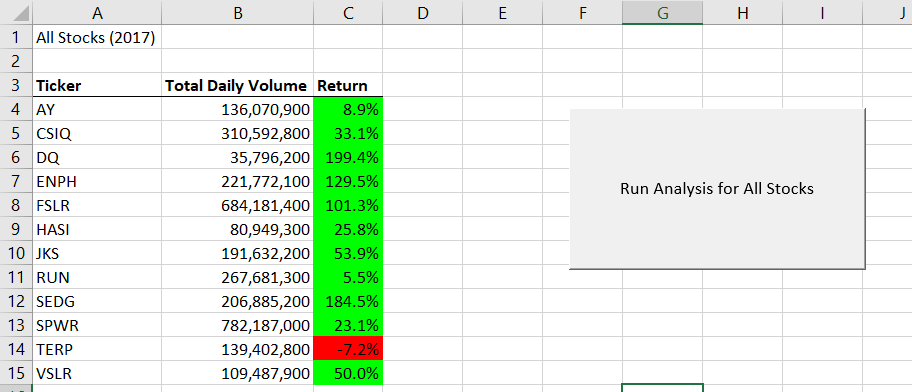 A B C D E F G H I J
1 All Stocks (2017)
2
3 Ticker Total Daily Volume Return
4 AY 136,070,900 8.9%
5 CSIQ 310,592,800 33.1%
6 DQ 35,796,200 199.4%
7 ENPH 221,772,100 129.5%
8 FSLR 684,181,400 101.3%
9 HASI 80,949,300 25.8%
10 JKS 191,632,200 53.9%
11 RUN 267,681,300 5.5%
12 SEDG 206,885,200 184.5%
13 SPWR 782,187,000 23.1%
14 TERP 139,402,800 -7.2%
15 VSLR 109,487,900 50.0%
Run Analysis for All Stocks